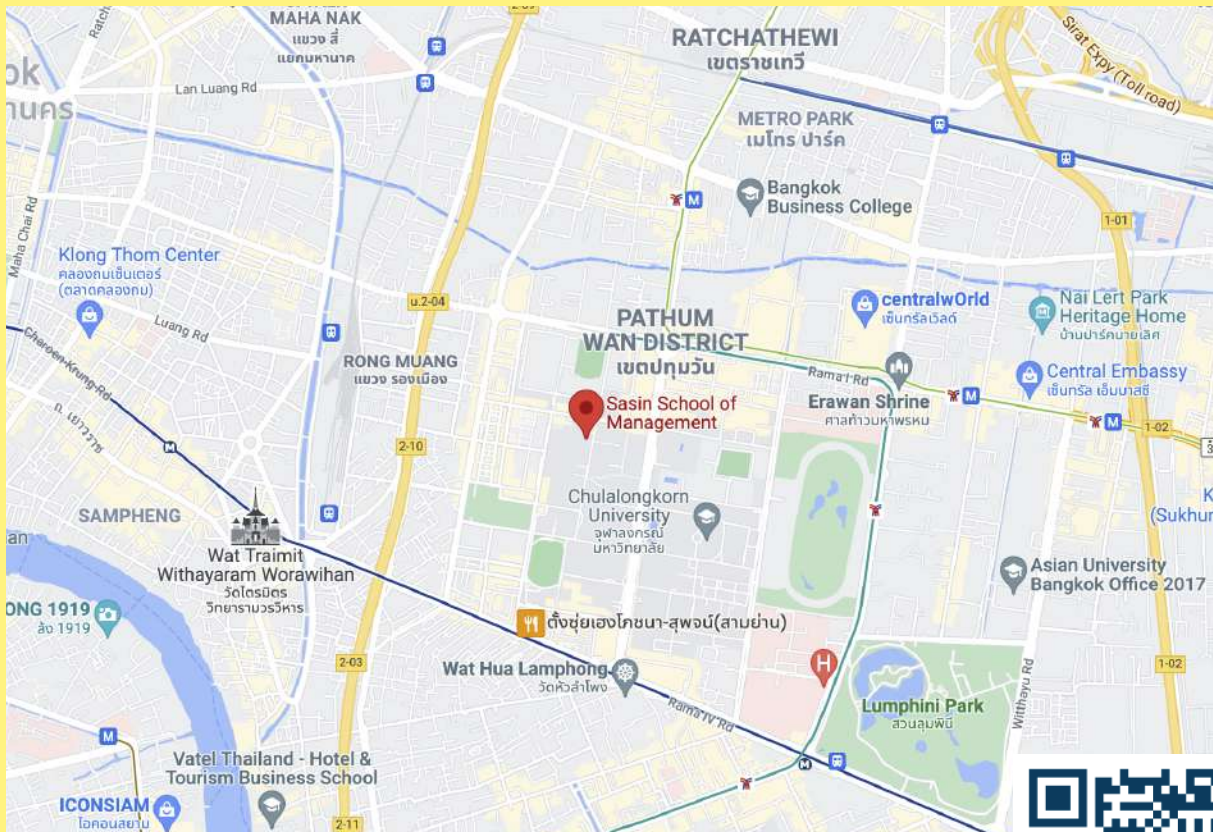 MAHA NAK
แขวง สี่
แยกมหานาค
2-09
RATCHATHEWI
เขตราชเทวี
Sirat Expy (Toll road)
Lan Luang Rd
METRO PARK
เมโทร ปาร์ค
M
Bangkok
Business College
1-01
Maha Chai Rd
Klong Thom Center
คลองถมเซ็นเตอร์
(ตลาดคลองถม)
น.2-04
centralwOrld
เซ็นทรัลเวิลด์
Nai Lert Park
Heritage Home
บ้านปาร์คนายเลิศ
Luang Rd
PATHUM
WAN DISTRICT
เขตปทุมวัน
Charoen Krung Rd
RONG MUANG
แขวง รองเมือง
Rama I Rd
Central Embassy
เซ็นทรัล เอ็มบาสซี
Erawan Shrine
ศาลท้าวมหาพรหม
M
M
1-02
Sasin School of
Management
ถ. เยาวราช
M
2-10
Chulalongkorn
University
จุฬาลงกรณ์
มหาวิทยาลัย
SAMPHENG
(Sukhum
Wat Traimit
Withayaram Worawihan
วัดไตรมิตร
วิทยารามวรวิหาร
Asian University
Bangkok Office 2017
ONG 1919
ล้ง 1919
ตั้งซุ่ยเฮงโภชนา-สุพจน์(สามย่าน)
2-03
Wat Hua Lamphong
วัดหัวลำโพง
H
1-02
Witthayu Rd
Rama IV Rd
Lumphini Park
สวนลุมพินี
M
Vatel Thailand - Hotel &
Tourism Business School
M
ICONSIAM
ไอคอนสยาม
2-11